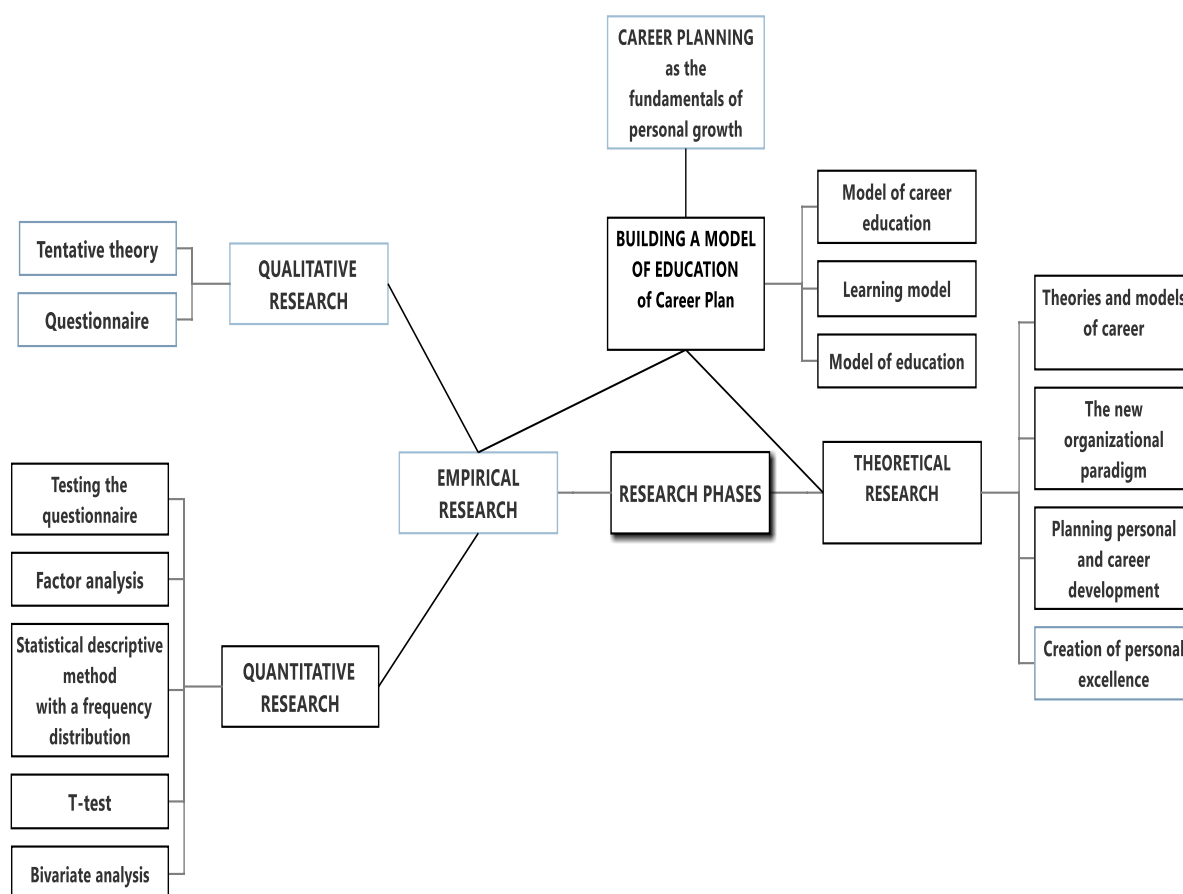 CAREER PLANNING
as the
fundamentals of
personal growth
BUILDING A MODEL
OF EDUCATION
of Career Plan
Model of career
education
Learning model
Model of education
Tentative theory
Questionnaire
QUALITATIVE
RESEARCH
Theories and models
of career
The new
organizational
paradigm
Planning personal
and career
development
Creation of personal
excellence
EMPIRICAL
RESEARCH
RESEARCH PHASES
THEORETICAL
RESEARCH
Testing the
questionnaire
Factor analysis
Statistical descriptive
method
with a frequency
distribution
T-test
Bivariate analysis
QUANTITATIVE
RESEARCH